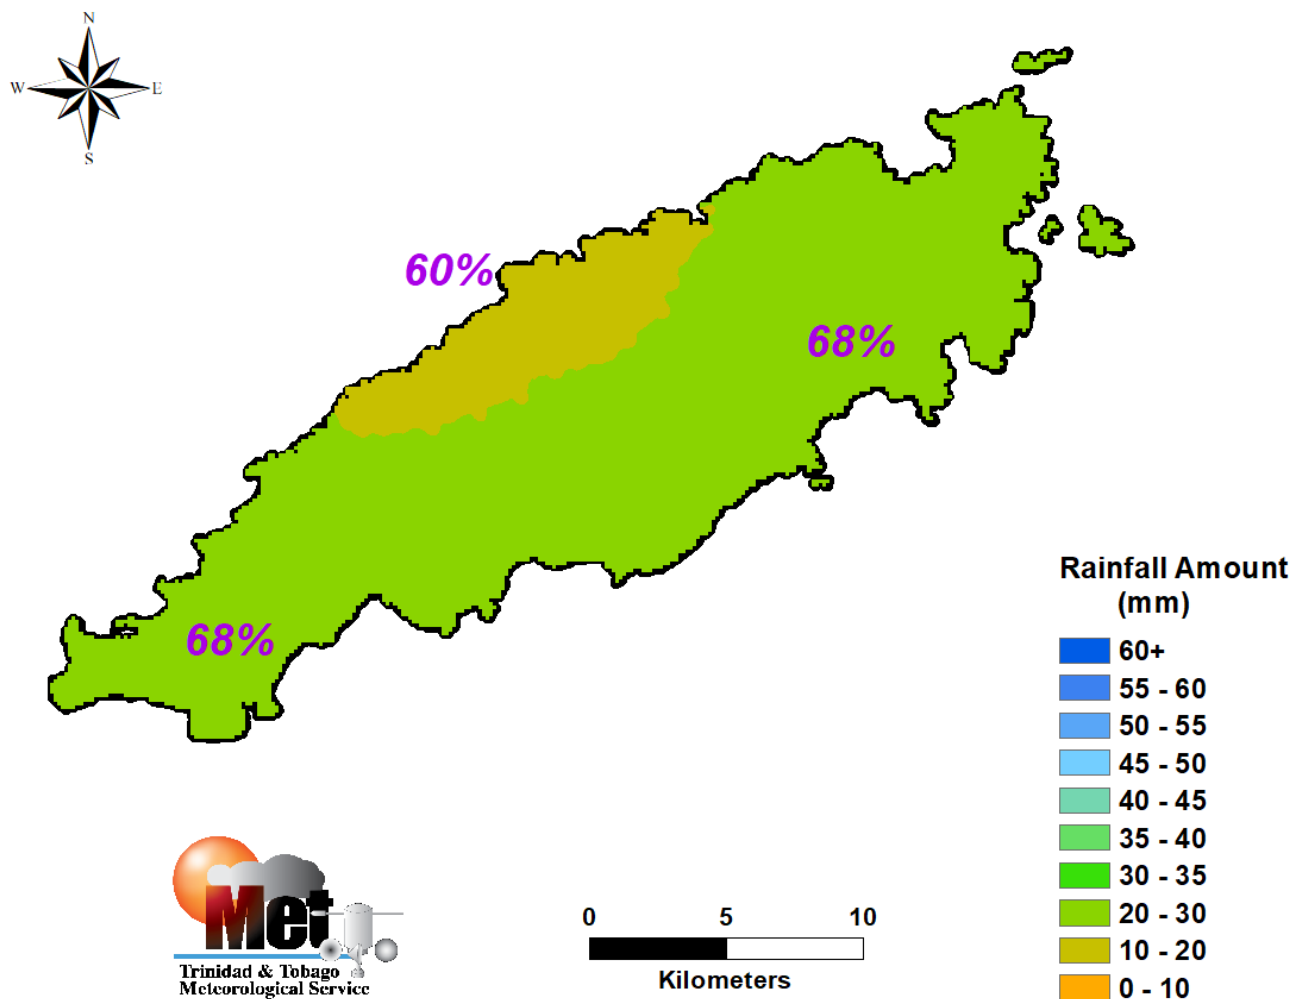 N
W
E
S
60%
68%
68%
Rainfall Amount
(mm)
60+
55 - 60
50 - 55
45 - 50
40 - 45
35 - 40
30 - 35
20 - 30
10 - 20
0 - 10
0 5 10
Kilometers
Met
Trinidad & Tobago
Meteorological Service